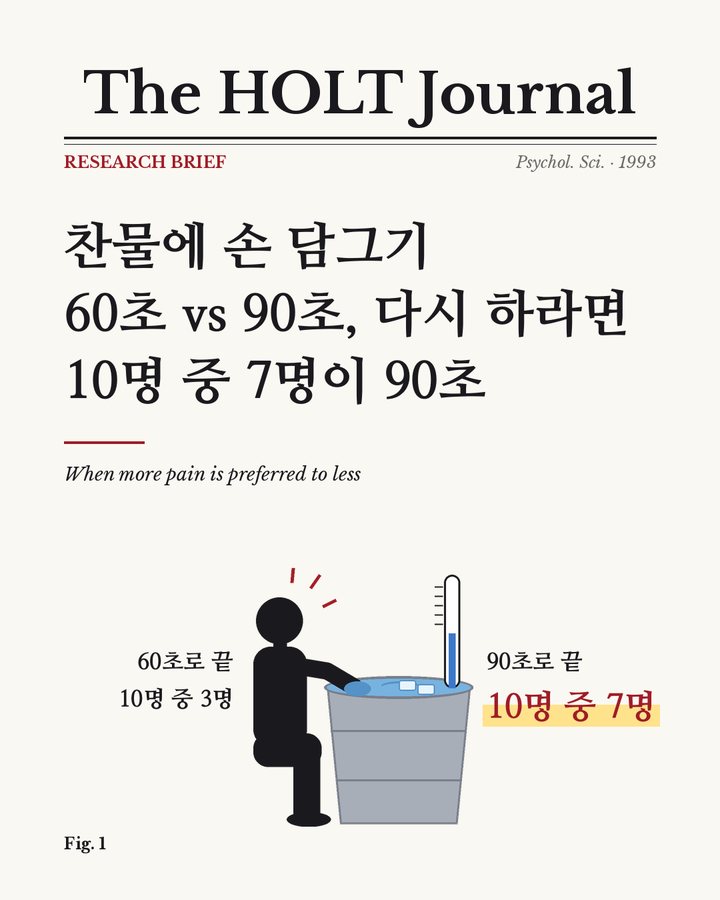 The HOLT Journal
RESEARCH BRIEF
Psychol. Sci. · 1993
찬물에 손 담그기
60초 vs 90초, 다시 하라면
10명 중 7명이 90초
When more pain is preferred to less
60초로 끝
10명 중 3명
90초로 끝
10명 중 7명
Fig. 1